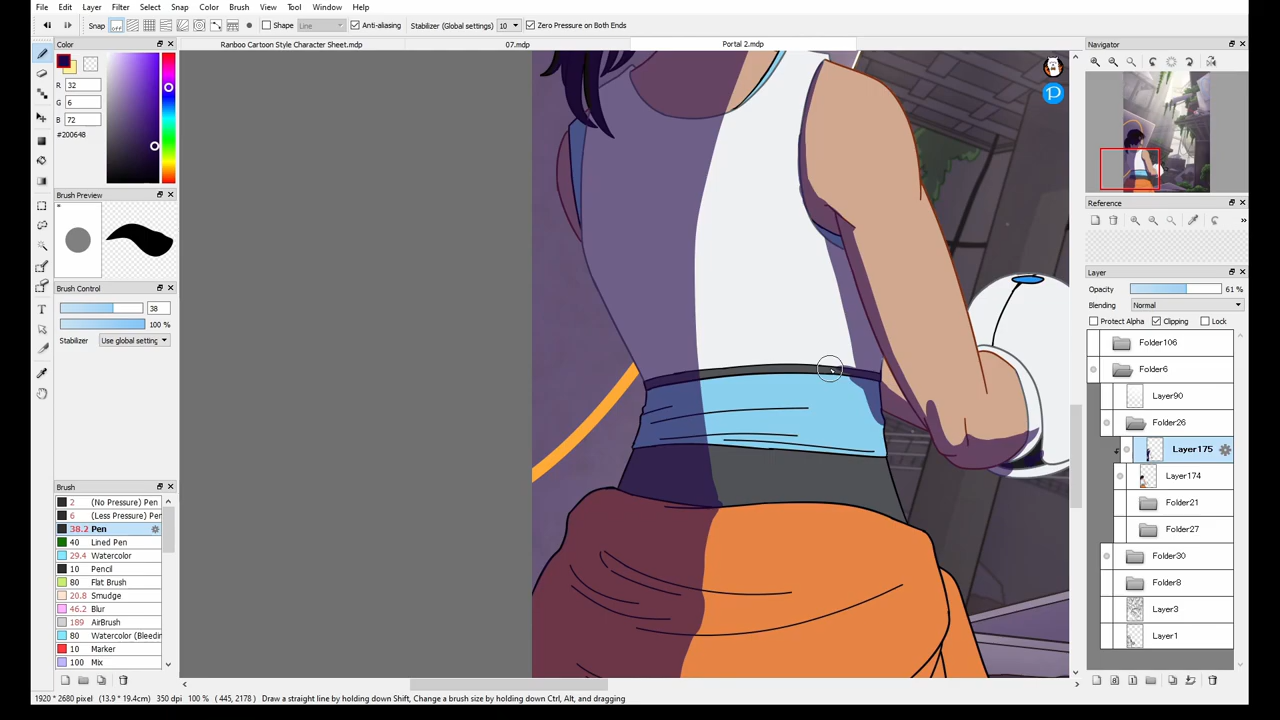 File Edit Layer Filter Brush Select Snap Color Brush Snap Tool Window Help
Snap off Shape Line Anti-aliasing Stabilizer (Global settings) 10 Zero Pressure on Both Ends
Color
Ranboo Cartoon Style Character Sheet.mdp 07.mdp Portal 2.mdp
Navigator
R 32
G 6
B 72
#200648
Brush Preview
Reference
Brush Control
38
100 %
Stabilizer Use global setting
Layer
Opacity 61 %
Blending Normal
Protect Alpha Clipping Lock
Folder106
Folder6
Layer90
Folder26
Layer175
Layer174
Folder21
Folder27
Folder30
Folder8
Layer3
Layer1
Brush
2 (No Pressure) Pen
6 (Less Pressure) Pen
38.2 Pen
40 Lined Pen
29.4 Watercolor
10 Pencil
80 Flat Brush
20.8 Smudge
46.2 Blur
189 AirBrush
80 Watercolor (Bleedin
10 Marker
100 Mix
1920 * 2680 pixel (13.9 * 19.4cm) 350 dpi 100 % ( 445, 2178 ) Draw a straight line by holding down Shift, Change a brush size by holding down Ctrl, Alt, and dragging